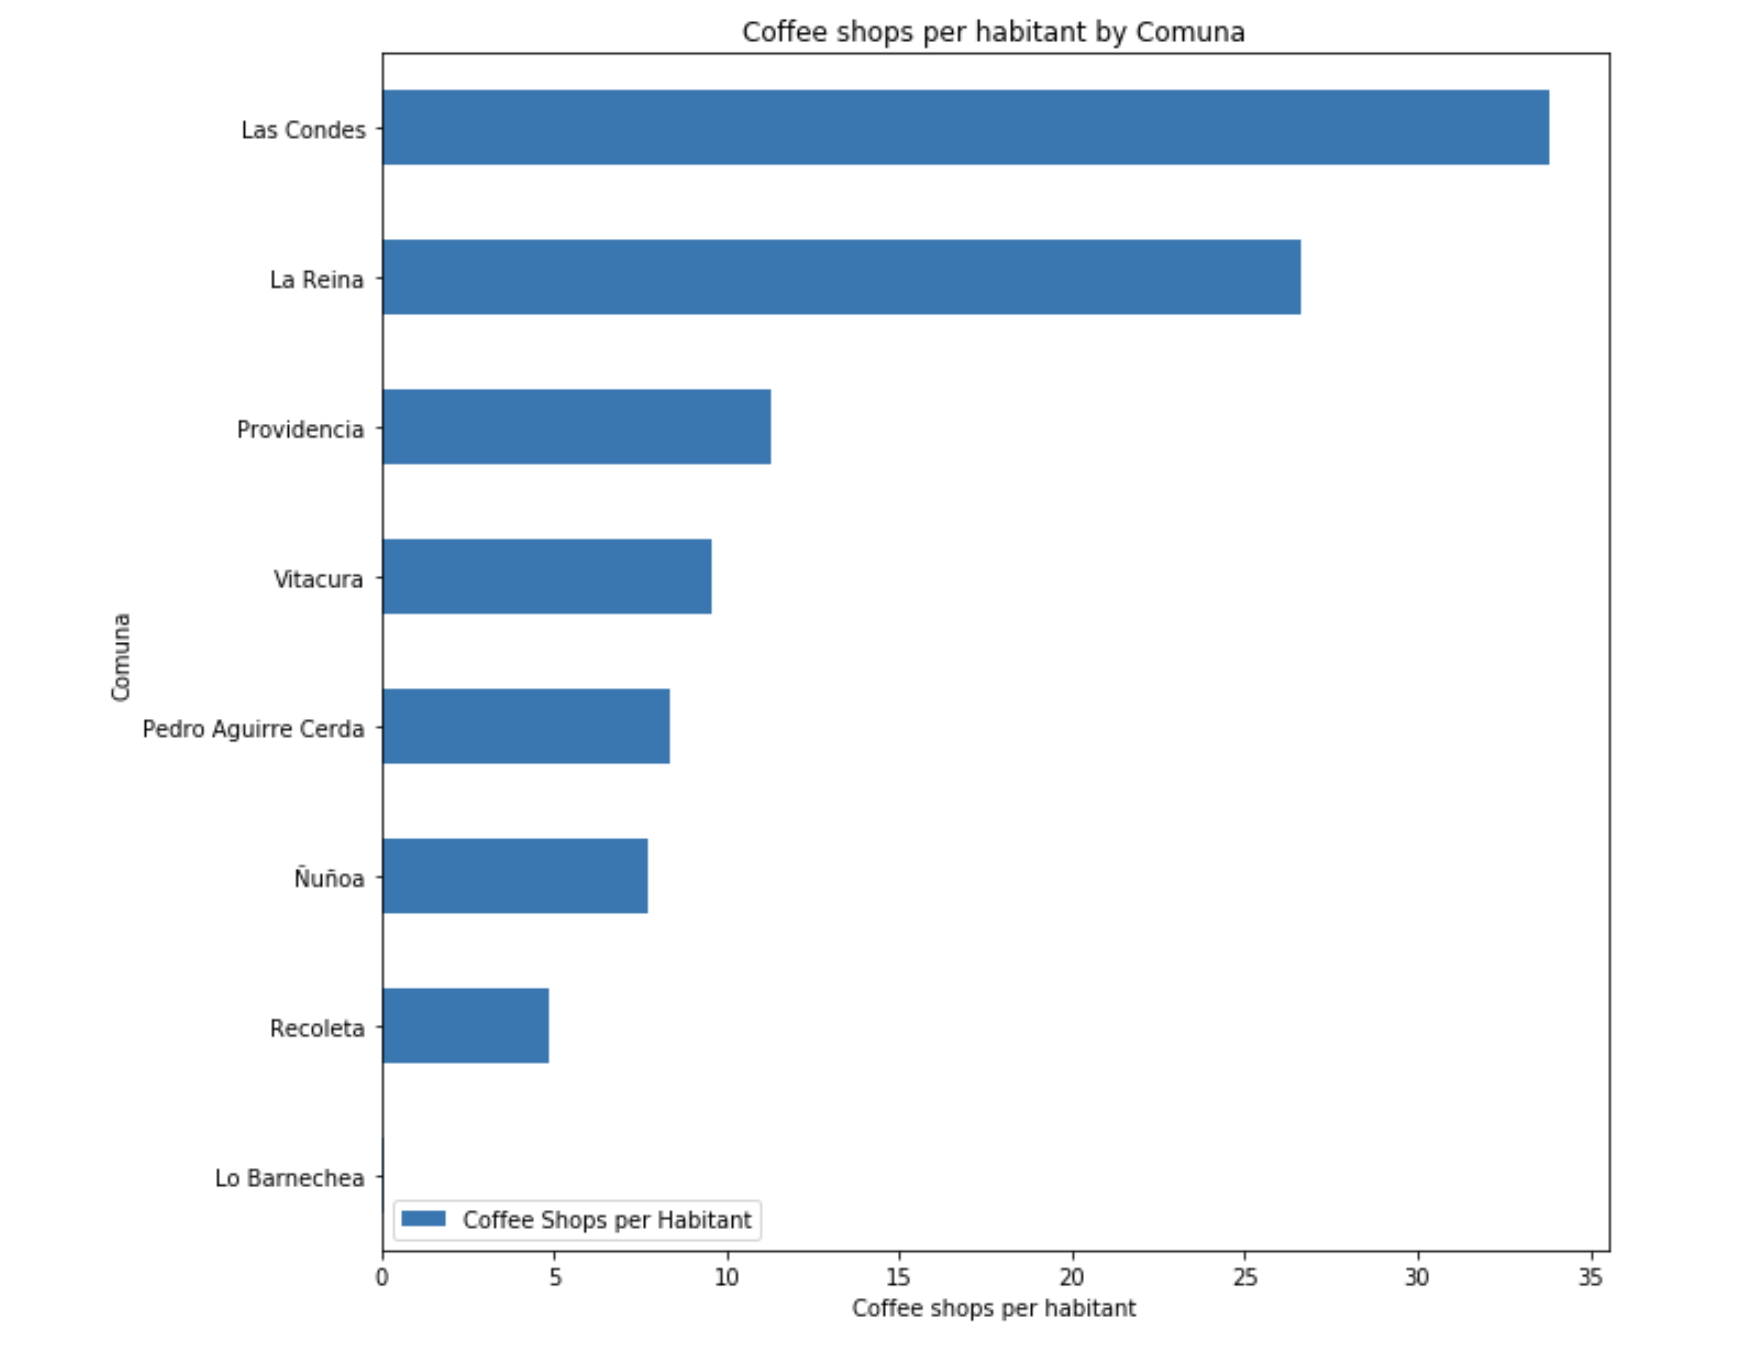 Coffee shops per habitant by Comuna
Las Condes
La Reina
Providencia
Vitacura
Comuna
Pedro Aguirre Cerda
Ñuñoa
Recoleta
Lo Barnechea
Coffee Shops per Habitant
0 5 10 15 20 25 30 35
Coffee shops per habitant